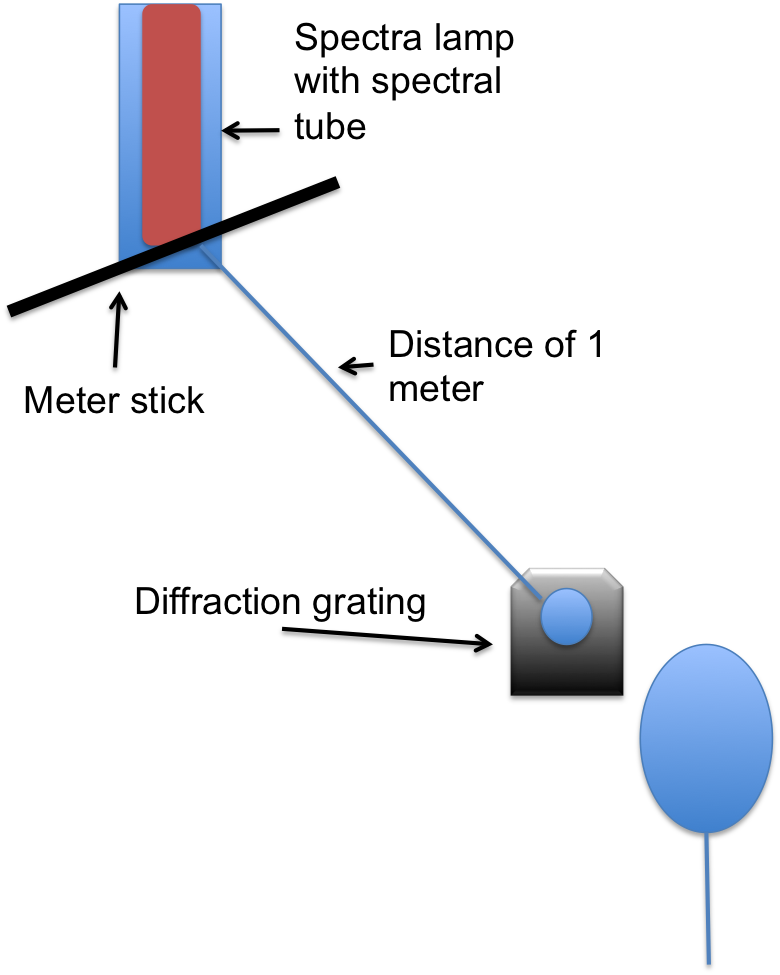 Spectra lamp
with spectral
tube
Distance of 1
meter
Meter stick
Diffraction grating